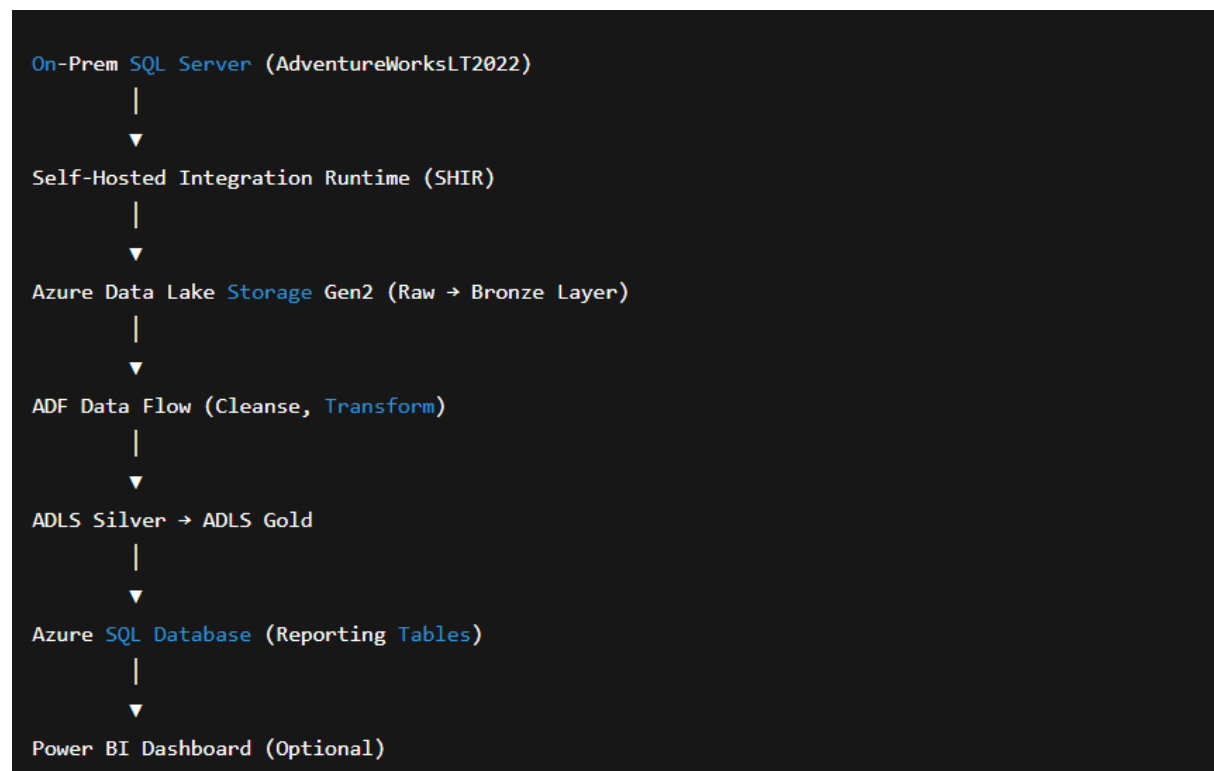 On-Prem SQL Server (AdventureWorksLT2022)
│
▼
Self-Hosted Integration Runtime (SHIR)
│
▼
Azure Data Lake Storage Gen2 (Raw → Bronze Layer)
│
▼
ADF Data Flow (Cleanse, Transform)
│
▼
ADLS Silver → ADLS Gold
│
▼
Azure SQL Database (Reporting Tables)
│
▼
Power BI Dashboard (Optional)